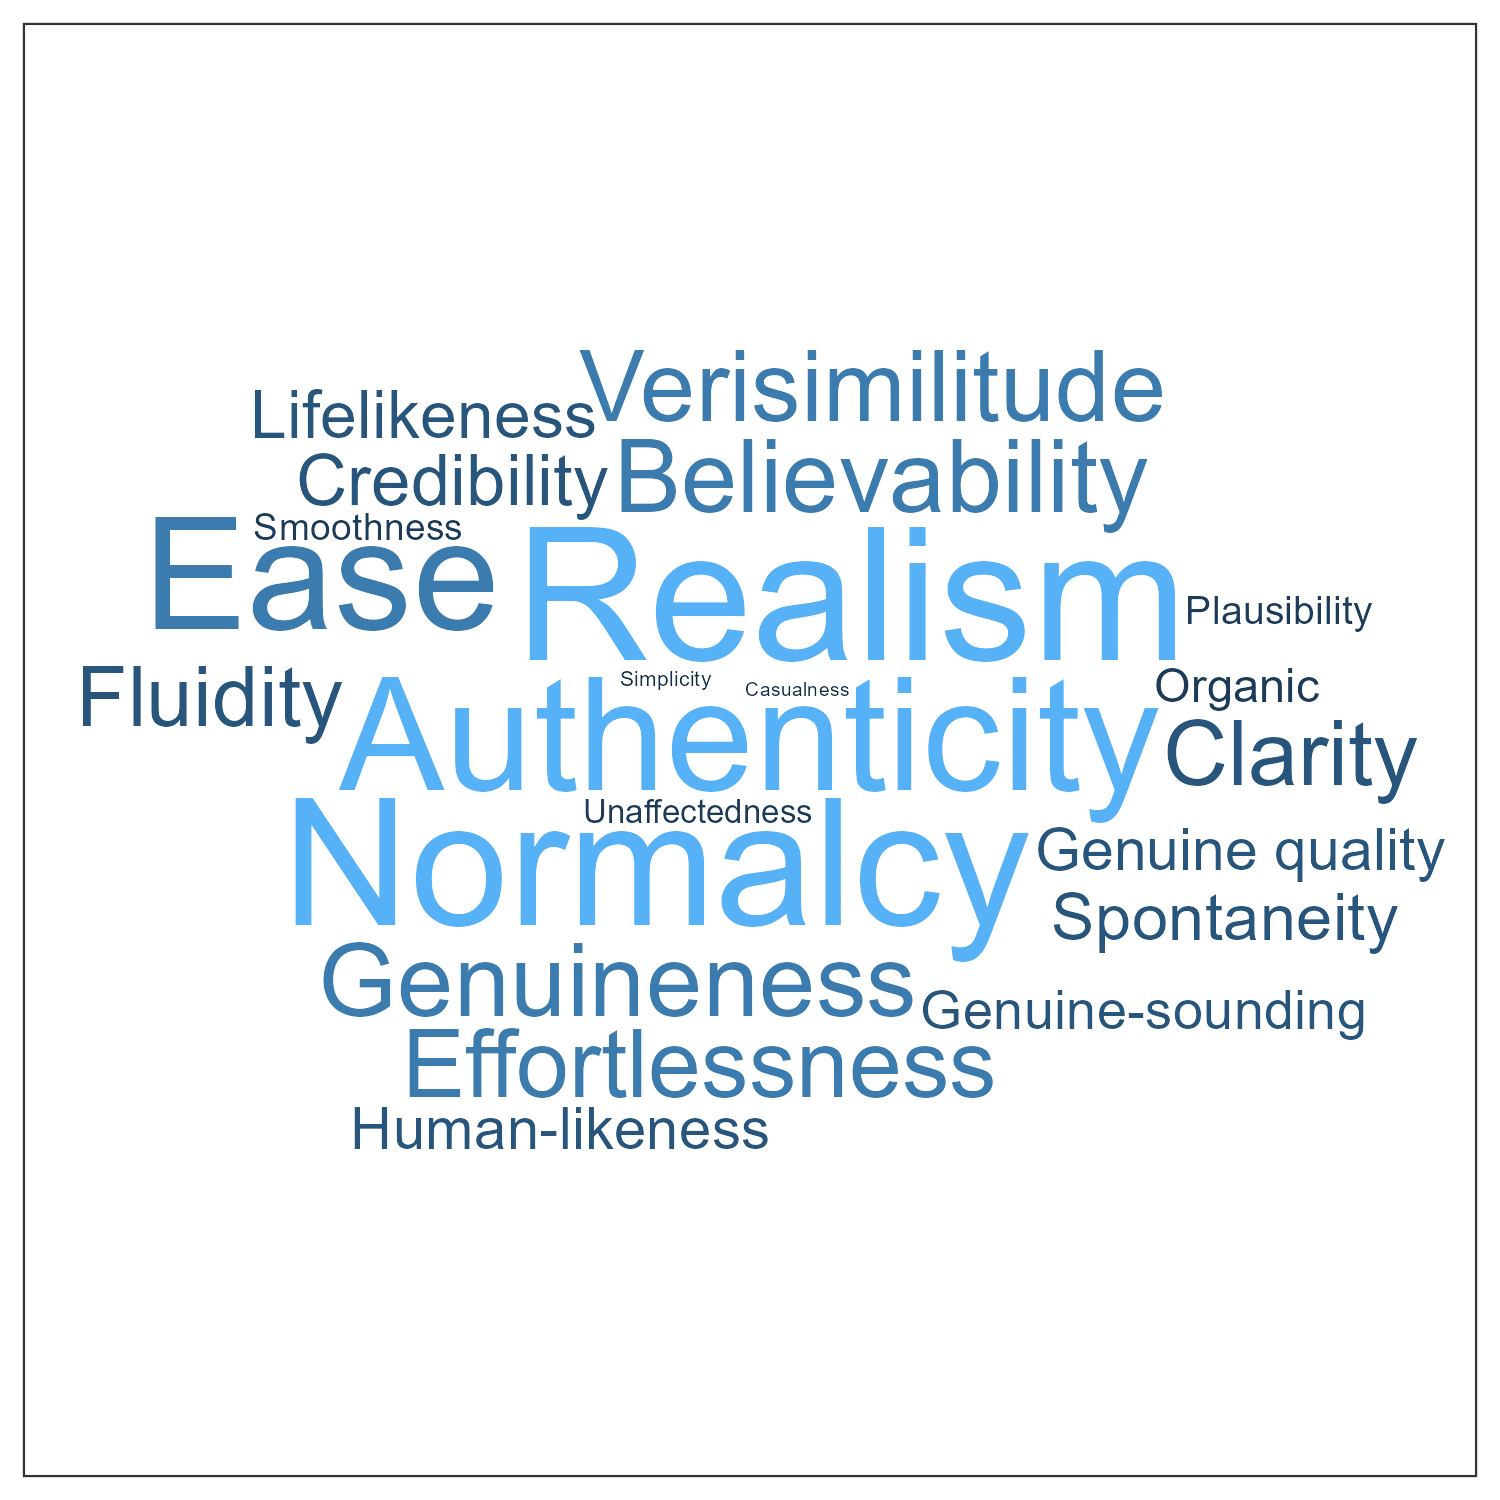 Verisimilitude
Lifelikeness
Believability
Credibility
Smoothness
Ease
Realism
Plausibility
Fluidity
Simplicity
Casualness
Organic
Authenticity
Clarity
Unaffectedness
Normalcy
Genuine quality
Spontaneity
Genuineness
Genuine-sounding
Effortlessness
Human-likeness